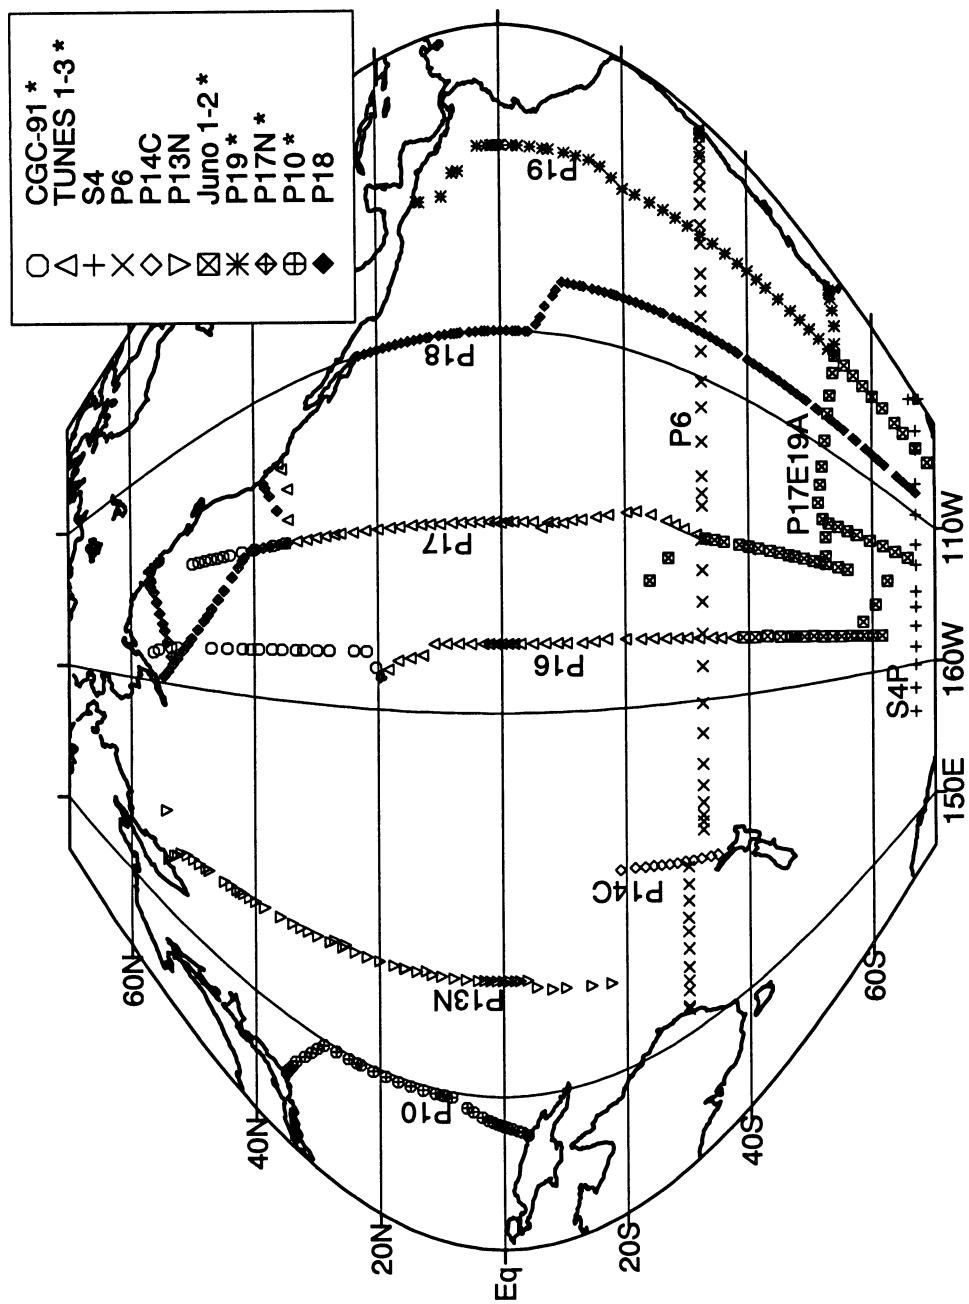 CGC-91 *
TUNES 1-3 *
S4
P6
P14C
P13N
Juno 1-2 *
P19 *
P17N *
P10 *
P18
60N
40N
20N
Eq
20S
40S
60S
150E
160W
110W
P10
P13N
P14C
P16
P17
P18
P19
P6
P17E19A
S4P